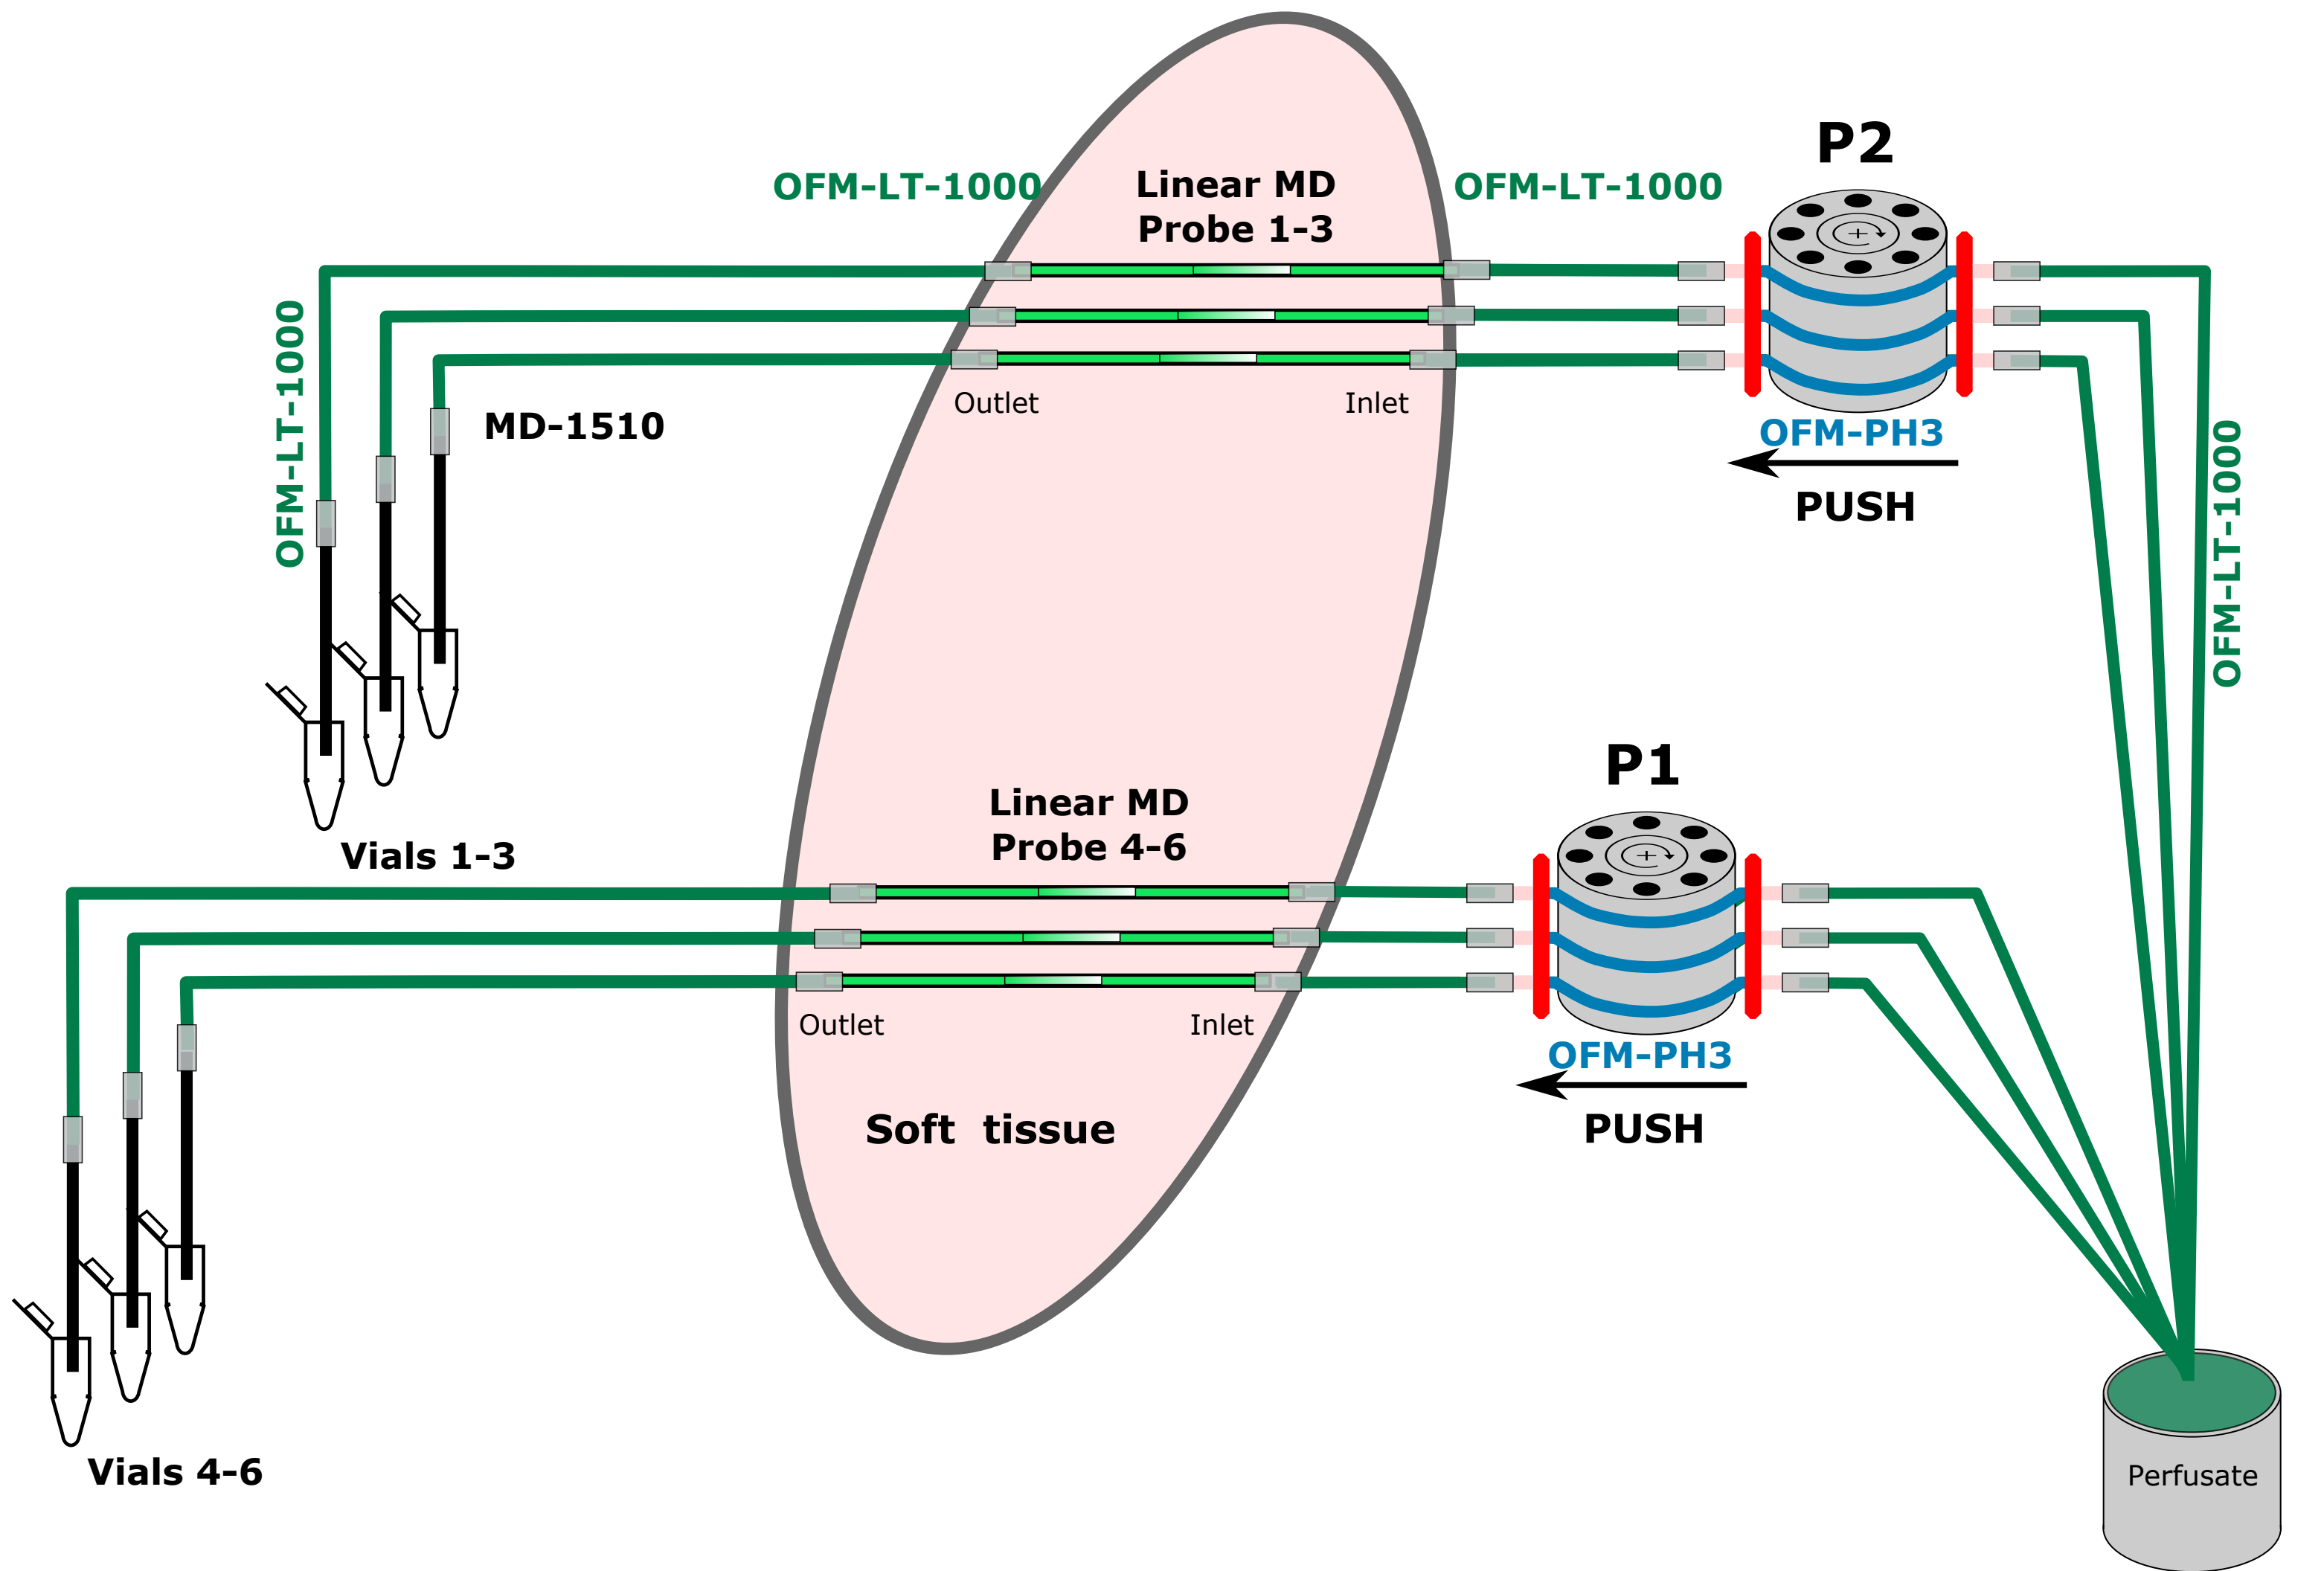 P2
OFM-LT-1000
Linear MD
Probe 1-3
OFM-LT-1000
OFM-LT-1000
MD-1510
Outlet
Inlet
OFM-PH3
PUSH
OFM-LT-1000
P1
Linear MD
Probe 4-6
Vials 1-3
Outlet
Inlet
OFM-PH3
PUSH
Soft tissue
Vials 4-6
Perfusate